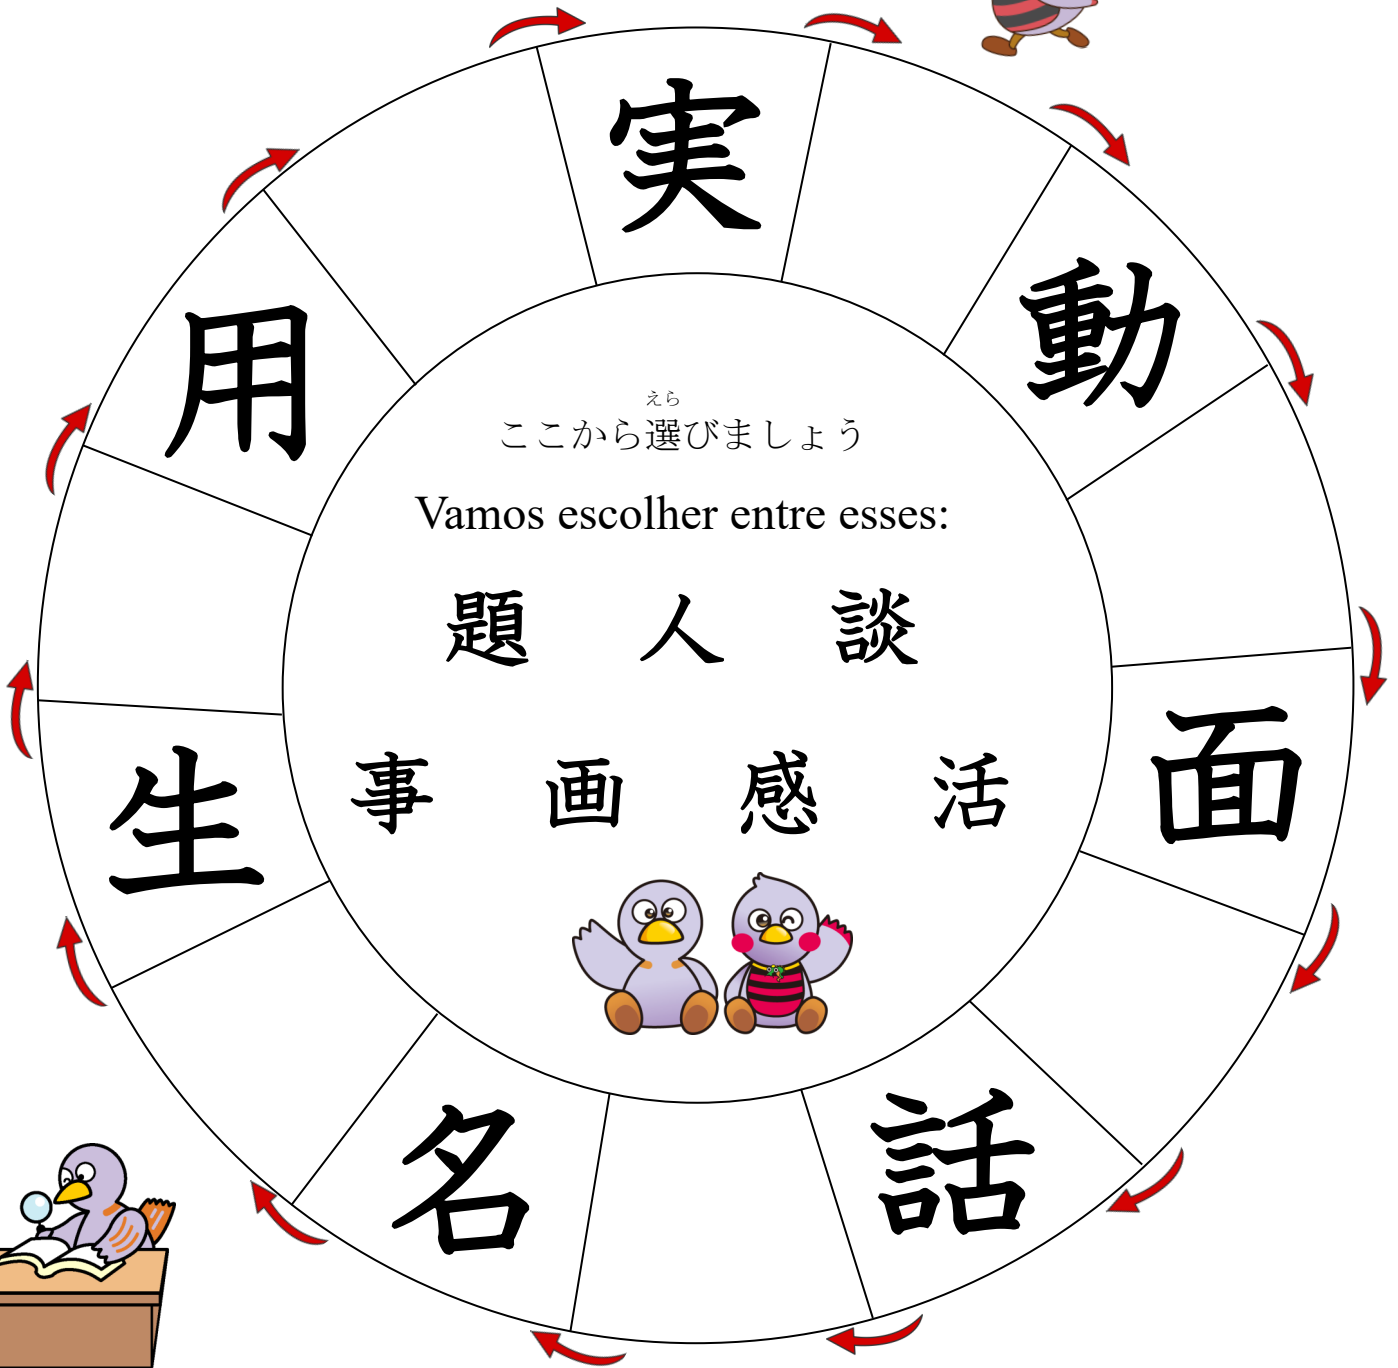 実
動
用
えら
ここから選びましょう
Vamos escolher entre esses:
題 人 談
事 画 感 活
面
生
話
名